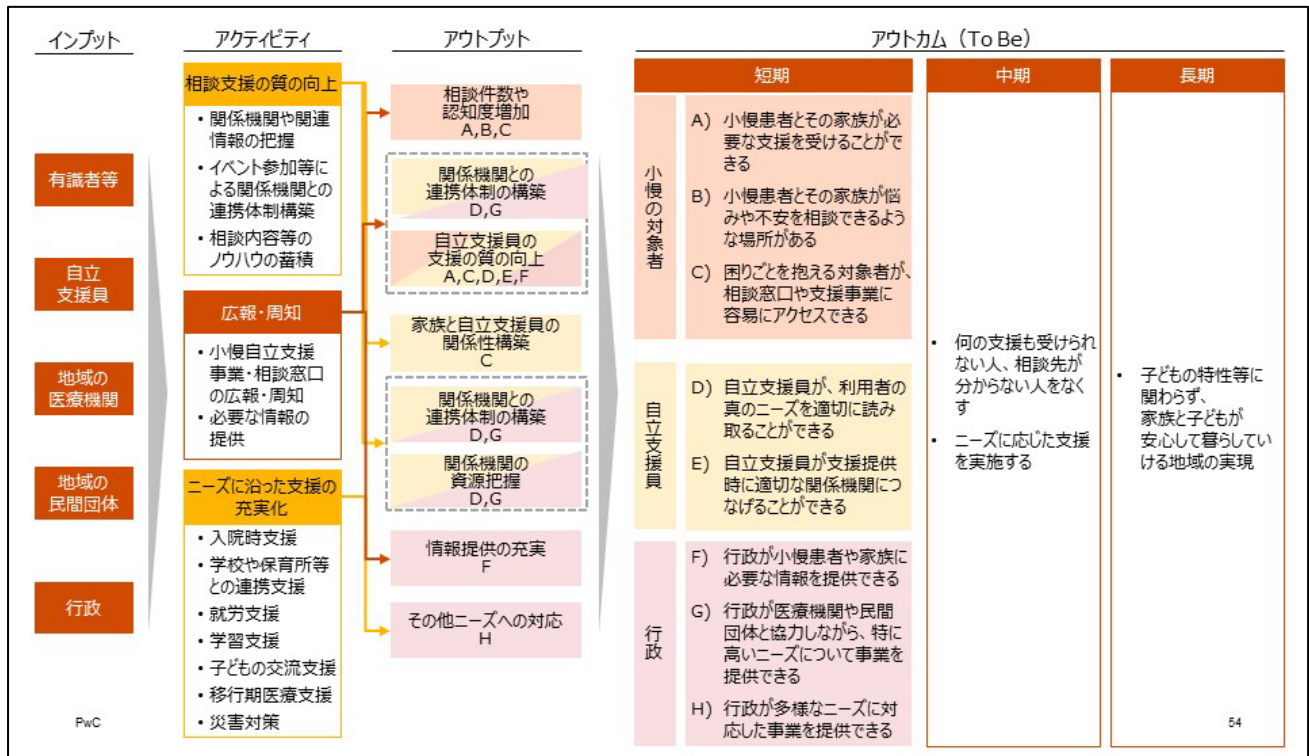 インプット
アクティビティ
アウトプット
アウトカム（To Be）
有識者等
自立
支援員
地域の
医療機関
地域の
民間団体
行政
相談支援の質の向上
・関係機関や関連
情報の把握
・イベント参加等に
よる関係機関との
連携体制構築
・相談内容等の
ノウハウの蓄積
広報・周知
・小慢自立支援
事業・相談窓口
の広報・周知
・必要な情報の
提供
ニーズに沿った支援の
充実化
・入院時支援
・学校や保育所等
との連携支援
・就労支援
・学習支援
・子どもの交流支援
・移行期医療支援
・災害対策
相談件数や
認知度増加
A,B,C
関係機関との
連携体制の構築
D,G
自立支援員の
支援の質の向上
A,C,D,E,F
家族と自立支援員の
関係性構築
C
関係機関との
連携体制の構築
D,G
関係機関の
資源把握
D,G
情報提供の充実
F
その他ニーズへの対応
H
短期
中期
長期
小慢の対象者
A) 小慢患者とその家族が必
要な支援を受けることがで
きる
B) 小慢患者とその家族が悩
みや不安を相談できるよう
な場所がある
C) 困りごとを抱える対象者が、
相談窓口や支援事業に
容易にアクセスできる
自立支援員
D) 自立支援員が、利用者の
真のニーズを適切に読み
取ることができる
E) 自立支援員が支援提供
時に適切な関係機関につ
なげることができる
行政
F) 行政が小慢患者や家族に
必要な情報を提供できる
G) 行政が医療機関や民間
団体と協力しながら、特に
高いニーズについて事業を
提供できる
H) 行政が多様なニーズに対
応した事業を提供できる
• 何の支援も受けられ
ない人、相談先が
分からない人をなく
す
• ニーズに応じた支援
を実施する
• 子どもの特性等に
関わらず、
家族と子どもが
安心して暮らしてい
ける地域の実現
PwC
54